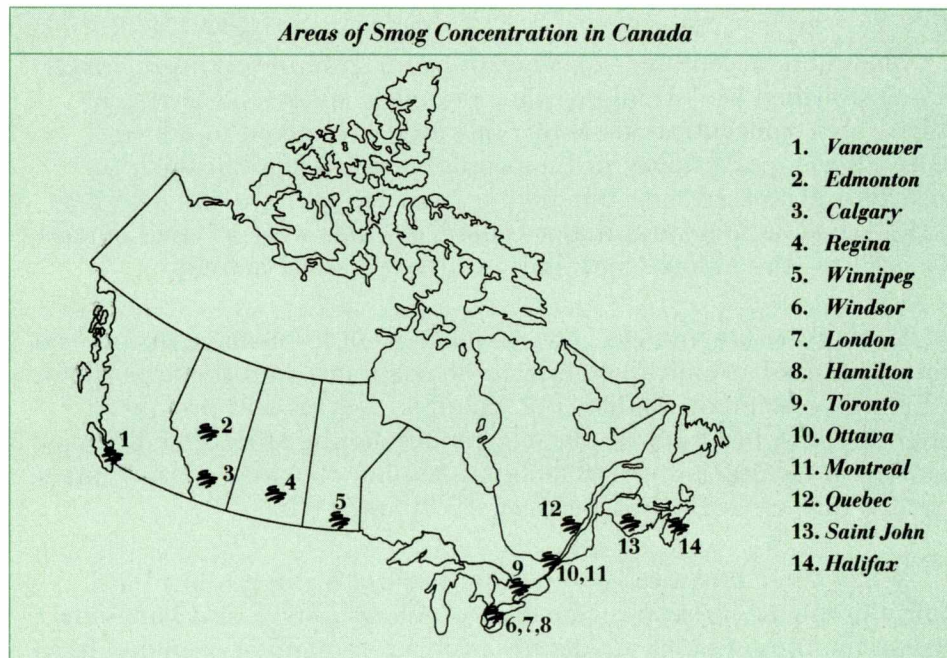 Areas of Smog Concentration in Canada
1. Vancouver
2. Edmonton
3. Calgary
4. Regina
5. Winnipeg
6. Windsor
7. London
8. Hamilton
9. Toronto
10. Ottawa
11. Montreal
12. Quebec
13. Saint John
14. Halifax
1
2
3
4
5
12
13
14
9
10,11
6,7,8